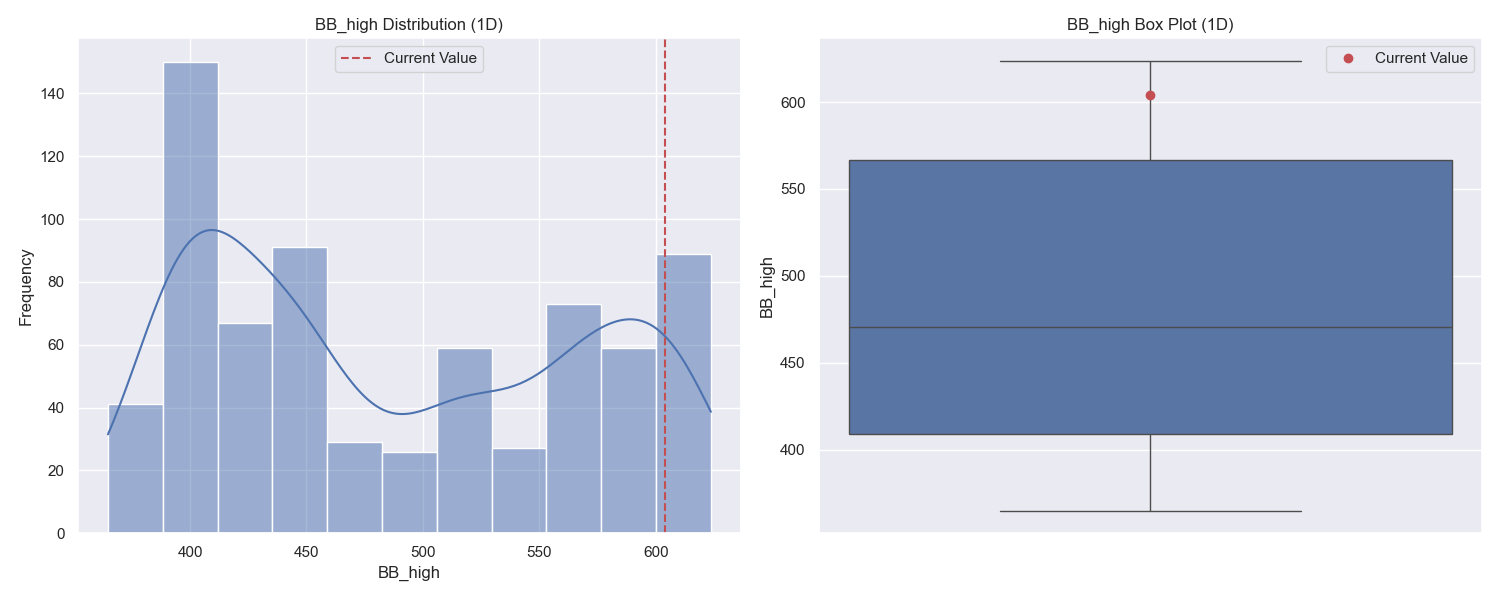 BB_high Distribution (1D)
Current Value
Frequency
140
120
100
80
60
40
20
0
400
450
500
550
600
BB_high
BB_high Box Plot (1D)
Current Value
BB_high
600
550
500
450
400